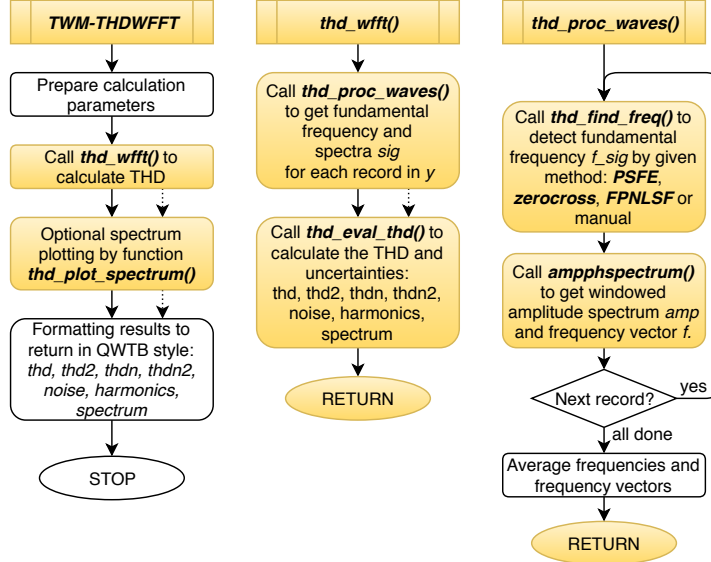 TWM-THDWFFT
Prepare calculation
parameters
Call thd_wfft() to
calculate THD
Optional spectrum
plotting by function
thd_plot_spectrum()
Formatting results to
return in QWTB style:
thd, thd2, thdn, thdn2,
noise, harmonics,
spectrum
STOP
thd_wfft()
Call thd_proc_waves()
to get fundamental
frequency and
spectra sig
for each record in y
Call thd_eval_thd() to
calculate the THD and
uncertainties:
thd, thd2, thdn, thdn2,
noise, harmonics,
spectrum
RETURN
thd_proc_waves()
Call thd_find_freq() to
detect fundamental
frequency f_sig by given
method: PSFE,
zerocross, FPNLSF or
manual
Call ampphspectrum()
to get windowed
amplitude spectrum amp
and frequency vector f.
Next record?
yes
all done
Average frequencies and
frequency vectors
RETURN